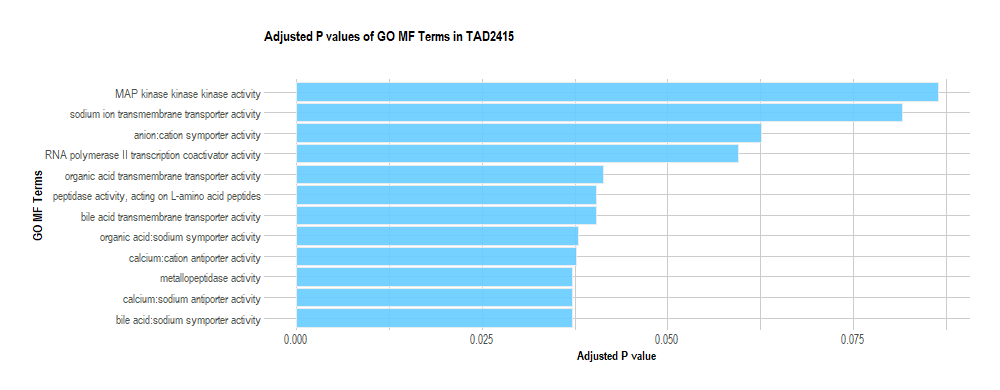 Adjusted P values of GO MF Terms in TAD2415
GO MF Terms
MAP kinase kinase kinase activity
sodium ion transmembrane transporter activity
anion:cation symporter activity
RNA polymerase II transcription coactivator activity
organic acid transmembrane transporter activity
peptidase activity, acting on L-amino acid peptides
bile acid transmembrane transporter activity
organic acid:sodium symporter activity
calcium:cation antiporter activity
metallopeptidase activity
calcium:sodium antiporter activity
bile acid:sodium symporter activity
0.000 0.025 0.050 0.075
Adjusted P value